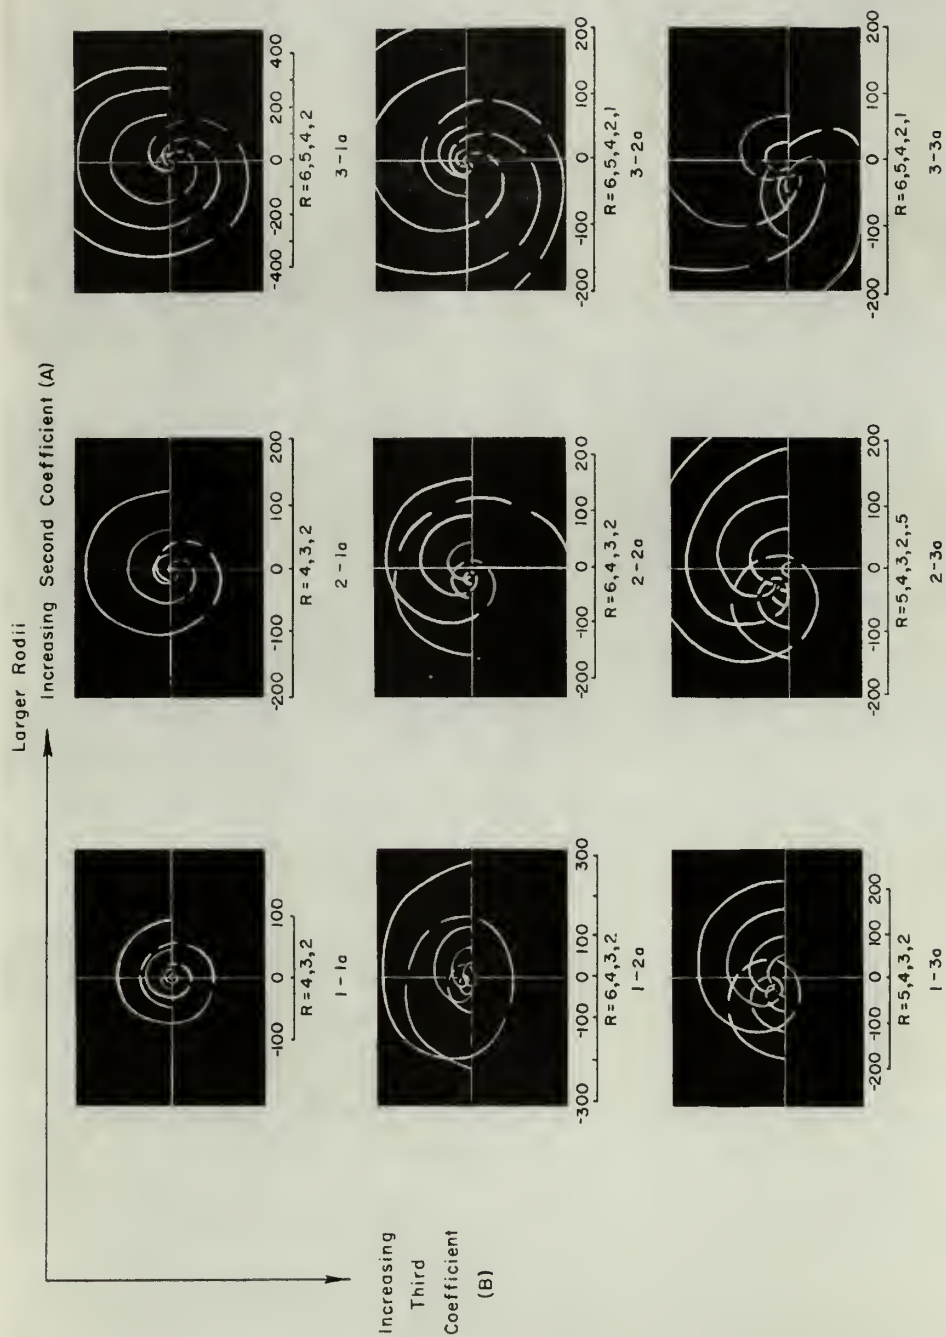 Larger Radii
Increasing Second Coefficient (A)
-100 0 100
R = 4,3,2
1-1a
-200 -100 0 100 200
R = 4,3,2
2-1a
-400 -200 0 200 400
R = 6,5,4,2
3-1a
Increasing
Third
Coefficient
(B)
-300 -100 0 100 300
R = 6,4,3,2
1-2a
-200 -100 0 100 200
R = 6,4,3,2
2-2a
-200 -100 0 100 200
R = 6,5,4,2,1
3-2a
-200 -100 0 100 200
R = 5,4,3,2
1-3a
-200 -100 0 100 200
R = 5,4,3,2,.5
2-3a
-200 -100 0 100 200
R = 6,5,4,2,1
3-3a